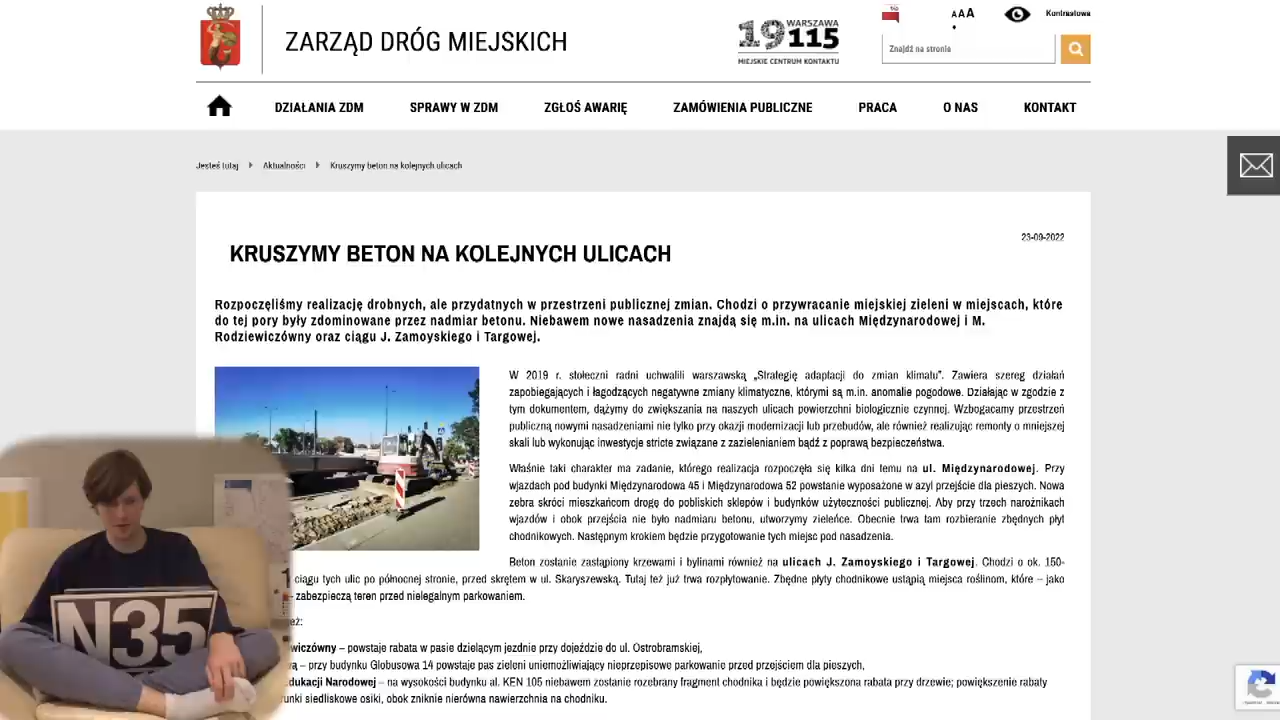 ZARZĄD DRÓG MIEJSKICH
19115
WARSZAWA
MIEJSKIE CENTRUM KONTAKTU
bip
A A A
Kontrastowa
Znajdź na stronie
DZIAŁANIA ZDM
SPRAWY W ZDM
ZGŁOŚ AWARIĘ
ZAMÓWIENIA PUBLICZNE
PRACA
O NAS
KONTAKT
Jesteś tutaj
Aktualności
Kruszymy beton na kolejnych ulicach
23-09-2022
KRUSZYMY BETON NA KOLEJNYCH ULICACH
Rozpoczęliśmy realizację drobnych, ale przydatnych w przestrzeni publicznej zmian. Chodzi o przywracanie miejskiej zieleni w miejscach, które
do tej pory były zdominowane przez nadmiar betonu. Niebawem nowe nasadzenia znajdą się m.in. na ulicach Międzynarodowej i M.
Rodziewiczówny oraz ciągu J. Zamoyskiego i Targowej.
W 2019 r. stołeczni radni uchwalili warszawską „Strategię adaptacji do zmian klimatu”. Zawiera szereg działań
zapobiegających i łagodzących negatywne zmiany klimatyczne, którymi są m.in. anomalie pogodowe. Działając w zgodzie z
tym dokumentem, dążymy do zwiększania na naszych ulicach powierzchni biologicznie czynnej. Wzbogacamy przestrzeń
publiczną nowymi nasadzeniami nie tylko przy okazji modernizacji lub przebudów, ale również realizując remonty o mniejszej
skali lub wykonując inwestycje stricte związane z zazielenianiem bądź z poprawą bezpieczeństwa.
Właśnie taki charakter ma zadanie, którego realizacja rozpoczęła się kilka dni temu na ul. Międzynarodowej. Przy
wjazdach pod budynki Międzynarodowa 45 i Międzynarodowa 52 powstanie wyposażone w azyl przejście dla pieszych. Nowa
zebra skróci mieszkańcom drogę do pobliskich sklepów i budynków użyteczności publicznej. Aby przy trzech narożnikach
wjazdów i obok przejścia nie było nadmiaru betonu, utworzymy zieleńce. Obecnie trwa tam rozbieranie zbędnych płyt
chodnikowych. Następnym krokiem będzie przygotowanie tych miejsc pod nasadzenia.
Beton zostanie zastąpiony krzewami i bylinami również na ulicach J. Zamoyskiego i Targowej. Chodzi o ok. 150-
ciągu tych ulic po północnej stronie, przed skrętem w ul. Skaryszewską. Tutaj też już trwa rozpłytowanie. Zbędne płyty chodnikowe ustąpią miejsca roślinom, które – jako
– zabezpieczą teren przed nielegalnym parkowaniem.
eż:
wiczówny – powstaje rabata w pasie dzielącym jezdnie przy dojeździe do ul. Ostrobramskiej,
– przy budynku Globusowa 14 powstaje pas zieleni uniemożliwiający nieprzepisowe parkowanie przed przejściem dla pieszych,
dukacji Narodowej – na wysokości budynku al. KEN 105 niebawem zostanie rozebrany fragment chodnika i będzie powiększona rabata przy drzewie; powiększenie rabaty
unki siedliskowe osiki, obok zniknie nierówna nawierzchnia na chodniku.
N35